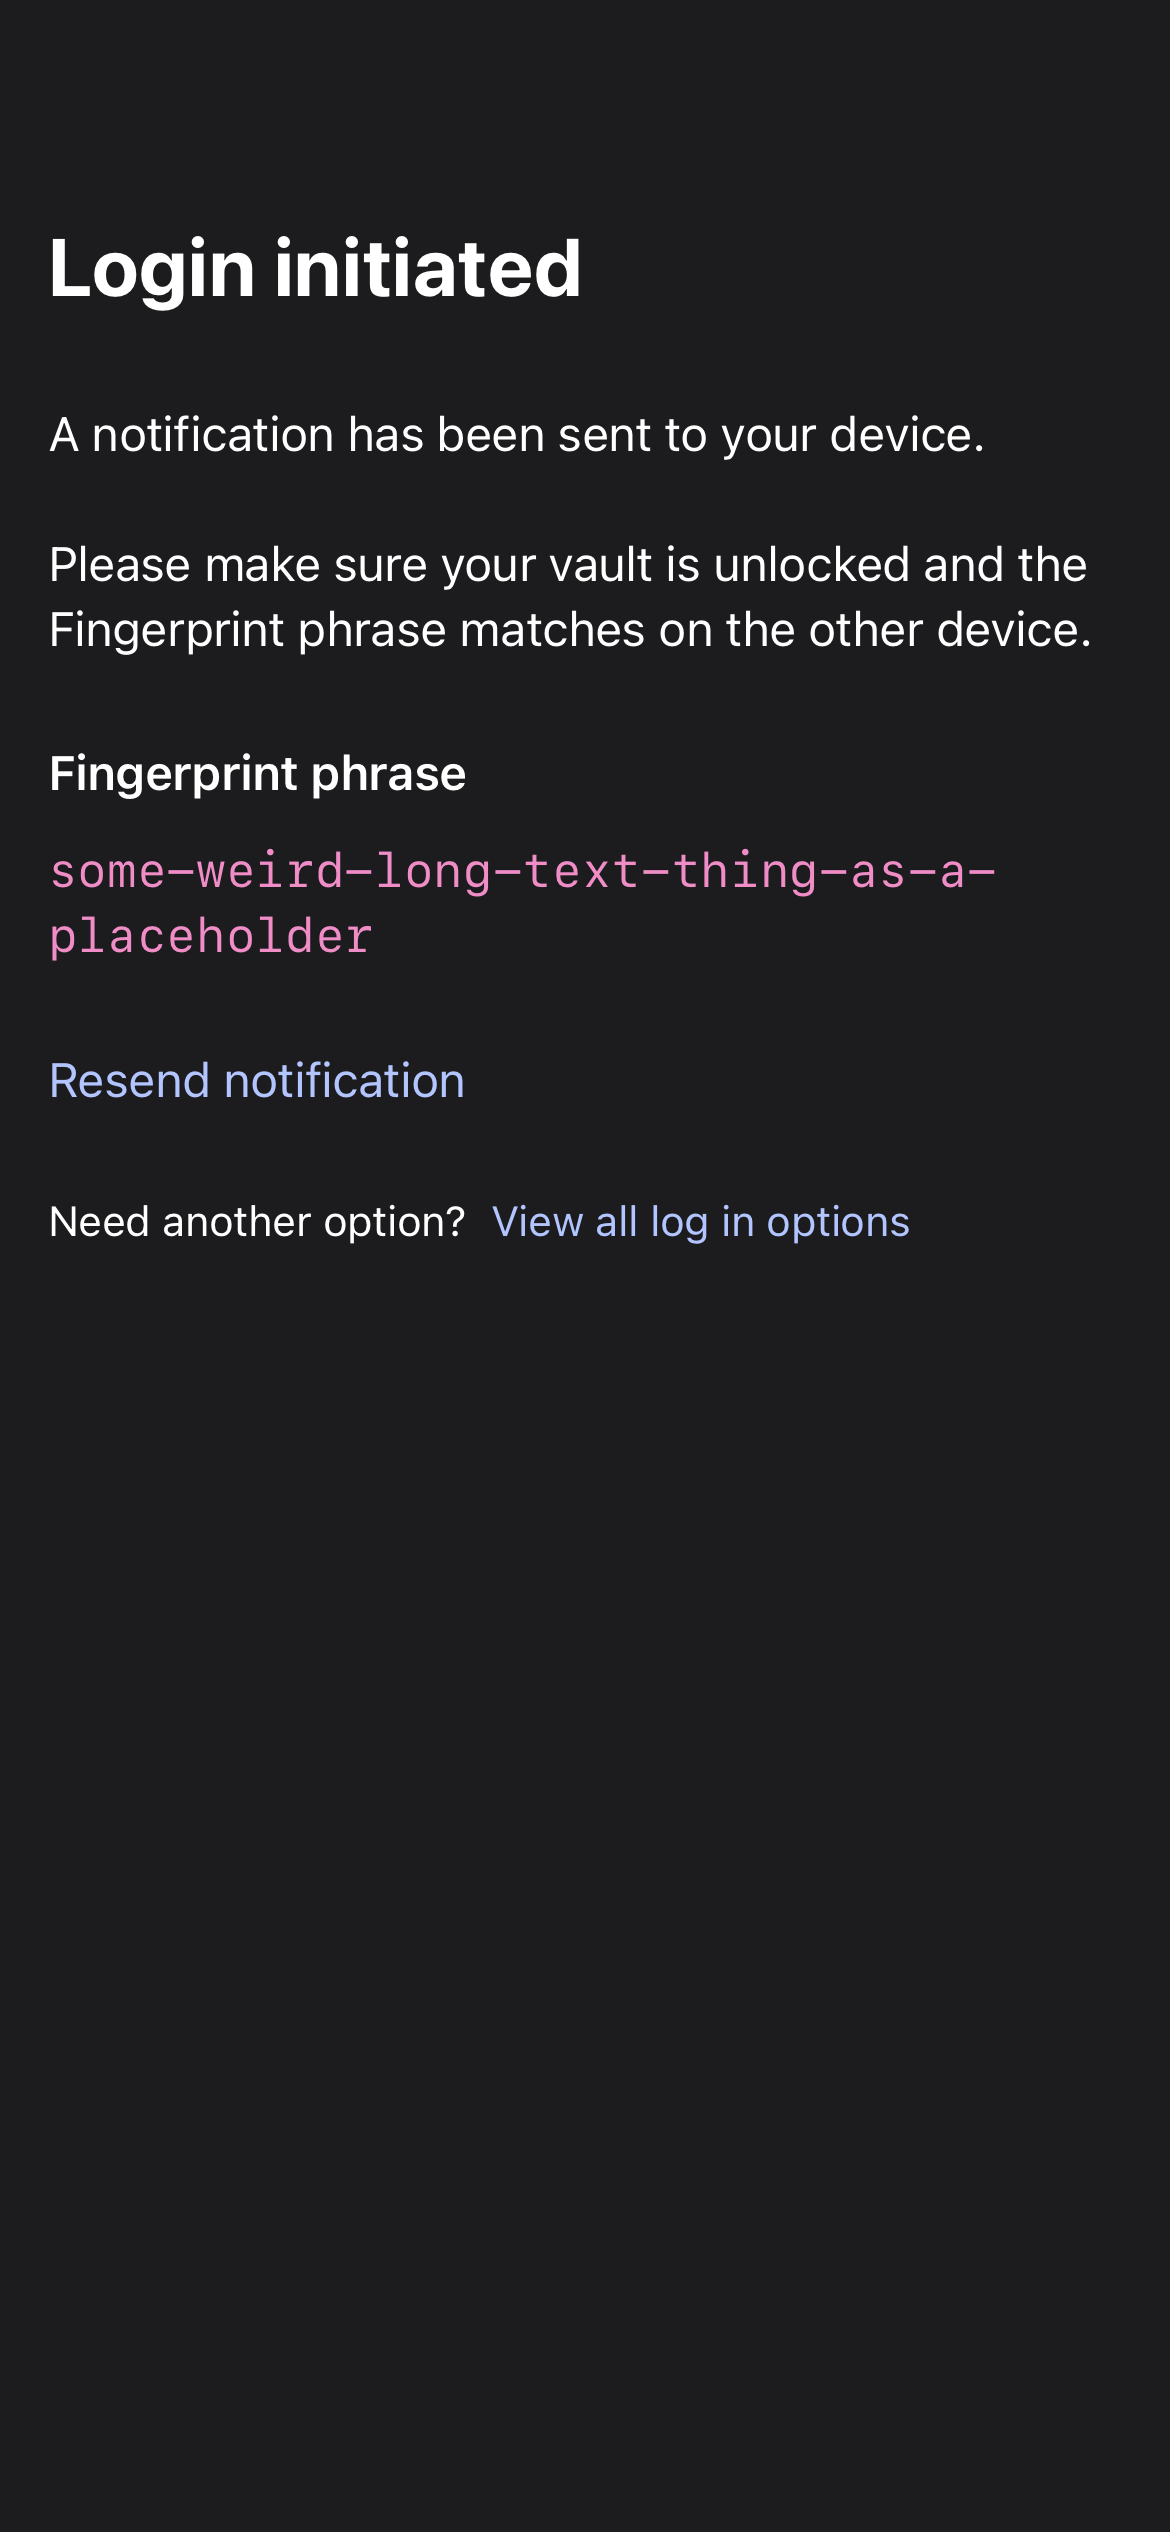 Login initiated
A notification has been sent to your device.
Please make sure your vault is unlocked and the
Fingerprint phrase matches on the other device.
Fingerprint phrase
some-weird-long-text-thing-as-a-
placeholder
Resend notification
Need another option? View all log in options